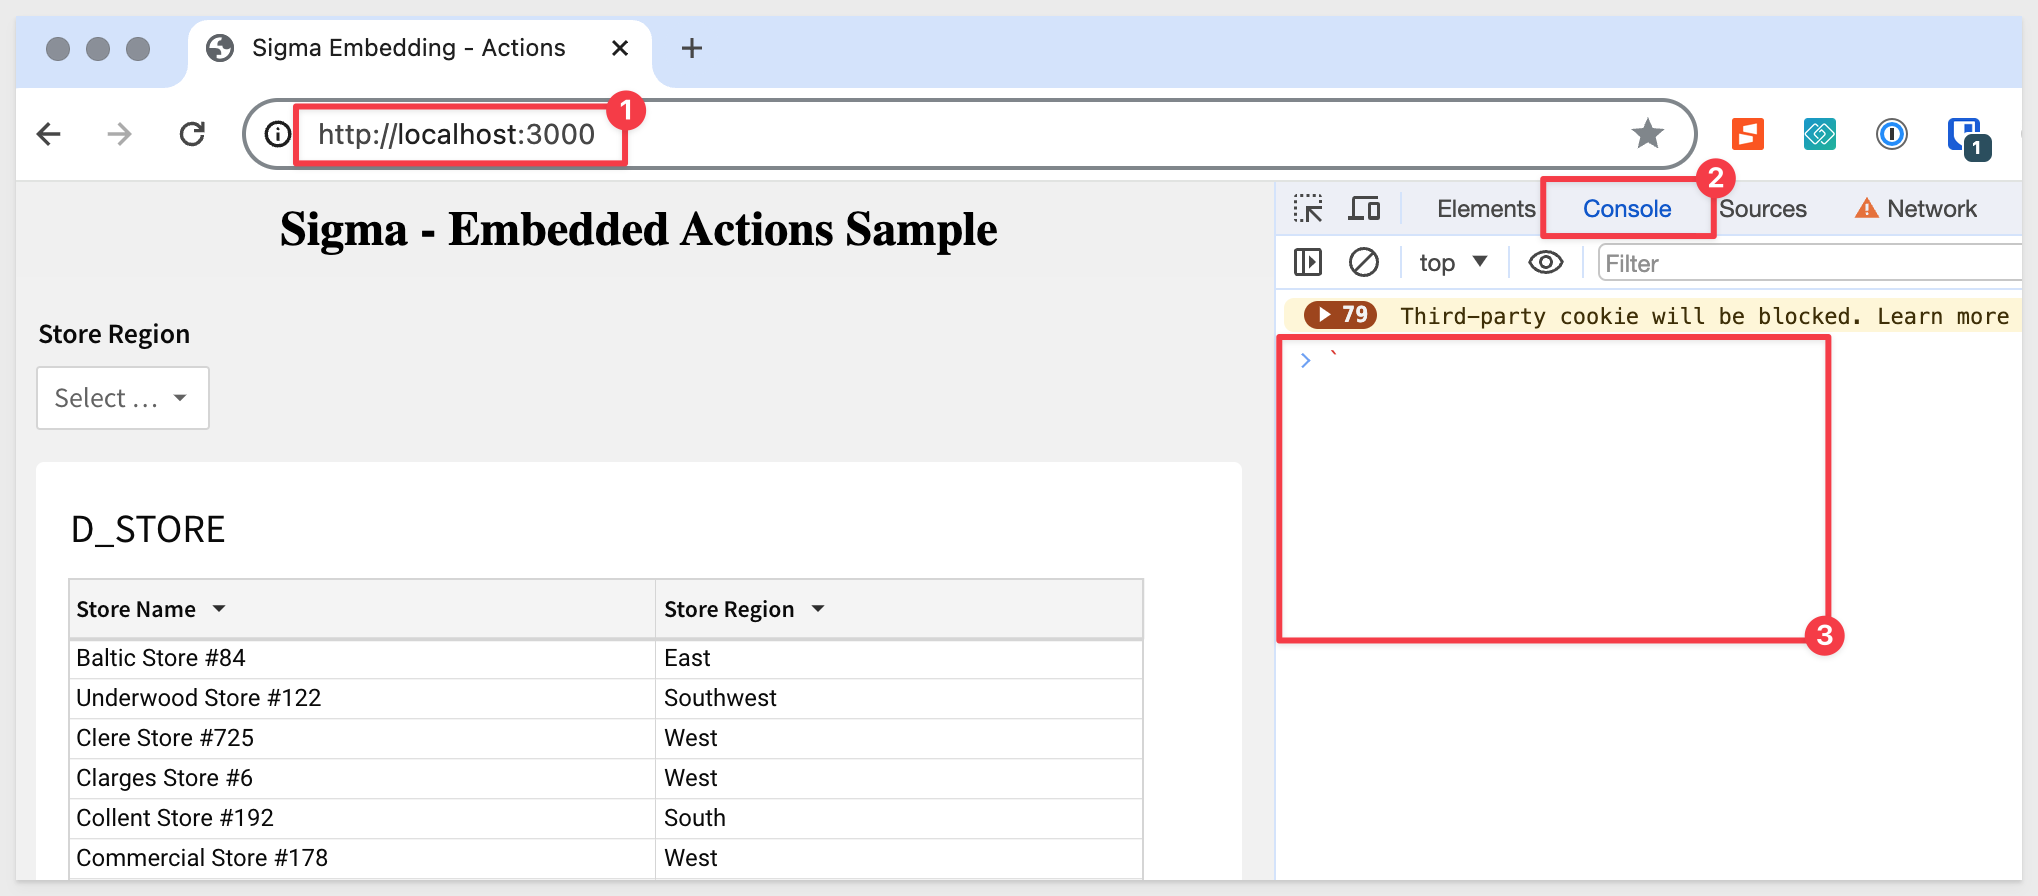 Sigma Embedding - Actions
http://localhost:3000
1
1
Sigma - Embedded Actions Sample
Elements Console Sources Network
2
top Filter
79 Third-party cookie will be blocked. Learn more
> `
3
Store Region
Select ...
D_STORE
Store Name Store Region
Baltic Store #84 East
Underwood Store #122 Southwest
Clere Store #725 West
Clarges Store #6 West
Collent Store #192 South
Commercial Store #178 West